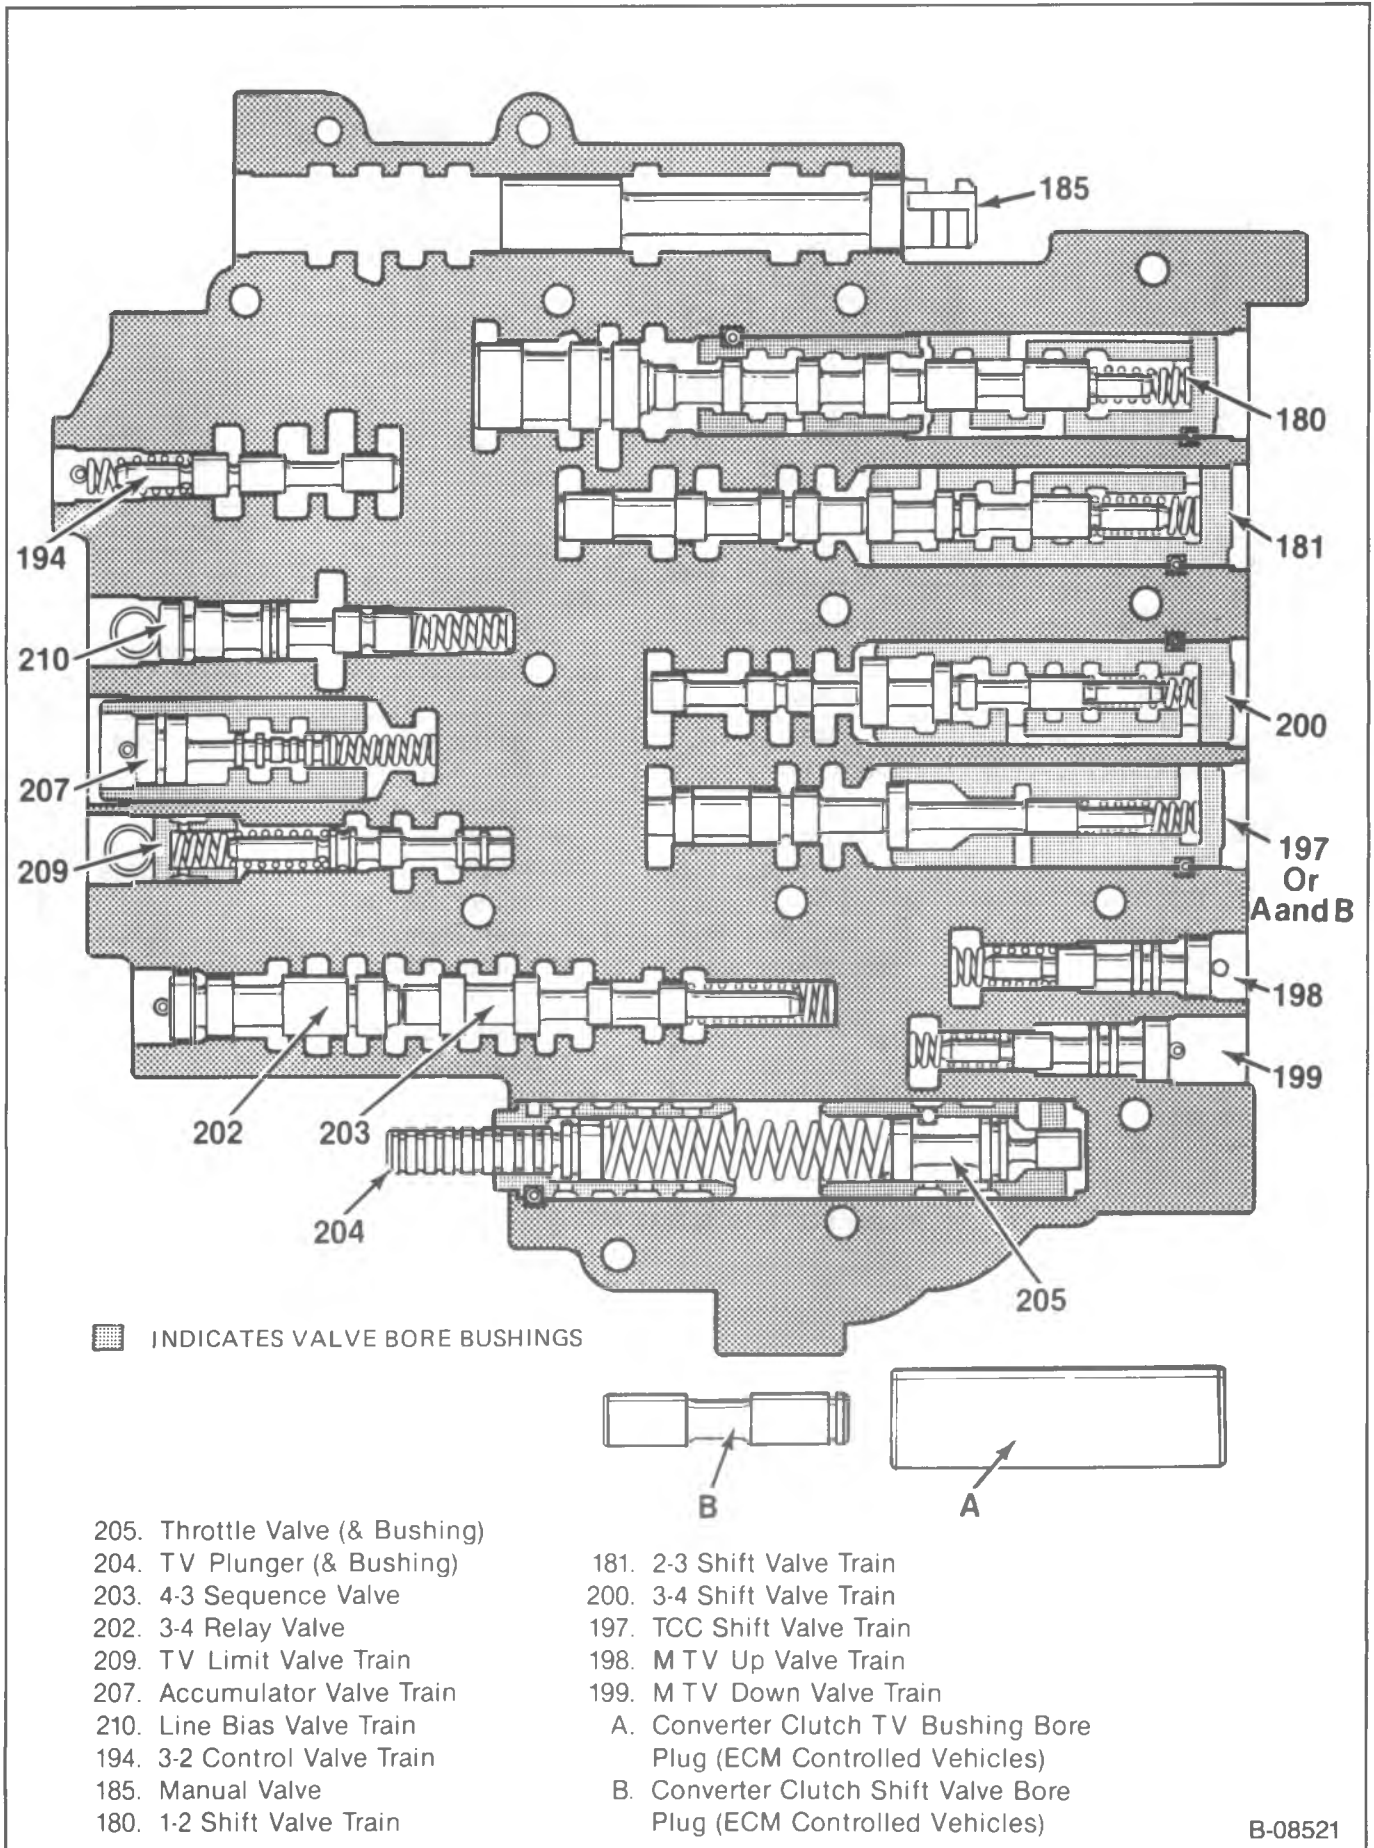 185
180
194
181
210
200
207
197
Or
A and B
209
198
199
202
203
204
205
INDICATES VALVE BORE BUSHINGS
B
A
205. Throttle Valve (& Bushing)
204. TV Plunger (& Bushing)
203. 4-3 Sequence Valve
202. 3-4 Relay Valve
209. TV Limit Valve Train
207. Accumulator Valve Train
210. Line Bias Valve Train
194. 3-2 Control Valve Train
185. Manual Valve
180. 1-2 Shift Valve Train
181. 2-3 Shift Valve Train
200. 3-4 Shift Valve Train
197. TCC Shift Valve Train
198. M T V Up Valve Train
199. M TV Down Valve Train
A. Converter Clutch TV Bushing Bore
Plug (ECM Controlled Vehicles)
B. Converter Clutch Shift Valve Bore
Plug (ECM Controlled Vehicles)
B-08521